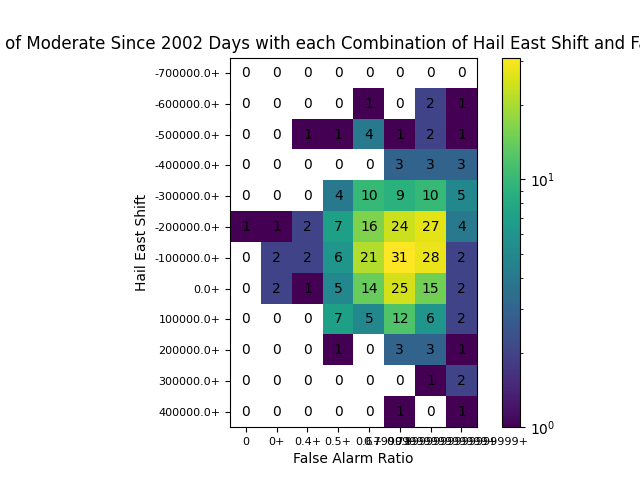 of Moderate Since 2002 Days with each Combination of Hail East Shift and
-700000.0+ 0 0 0 0 0 0 0 0
-600000.0+ 0 0 0 0 1 0 2 1
-500000.0+ 0 0 1 1 4 1 2 1
-400000.0+ 0 0 0 0 0 3 3 3
-300000.0+ 0 0 0 4 10 9 10 5
-200000.0+ 1 1 2 7 16 24 27 4
-100000.0+ 0 2 2 6 21 31 28 2
0.0+ 0 2 1 5 14 25 15 2
100000.0+ 0 0 0 7 5 12 6 2
200000.0+ 0 0 0 1 0 3 3 1
300000.0+ 0 0 0 0 0 0 1 2
400000.0+ 0 0 0 0 0 1 0 1
0 0+ 0.4+ 0.5+
False Alarm Ratio
Hail East Shift
10¹
10⁰